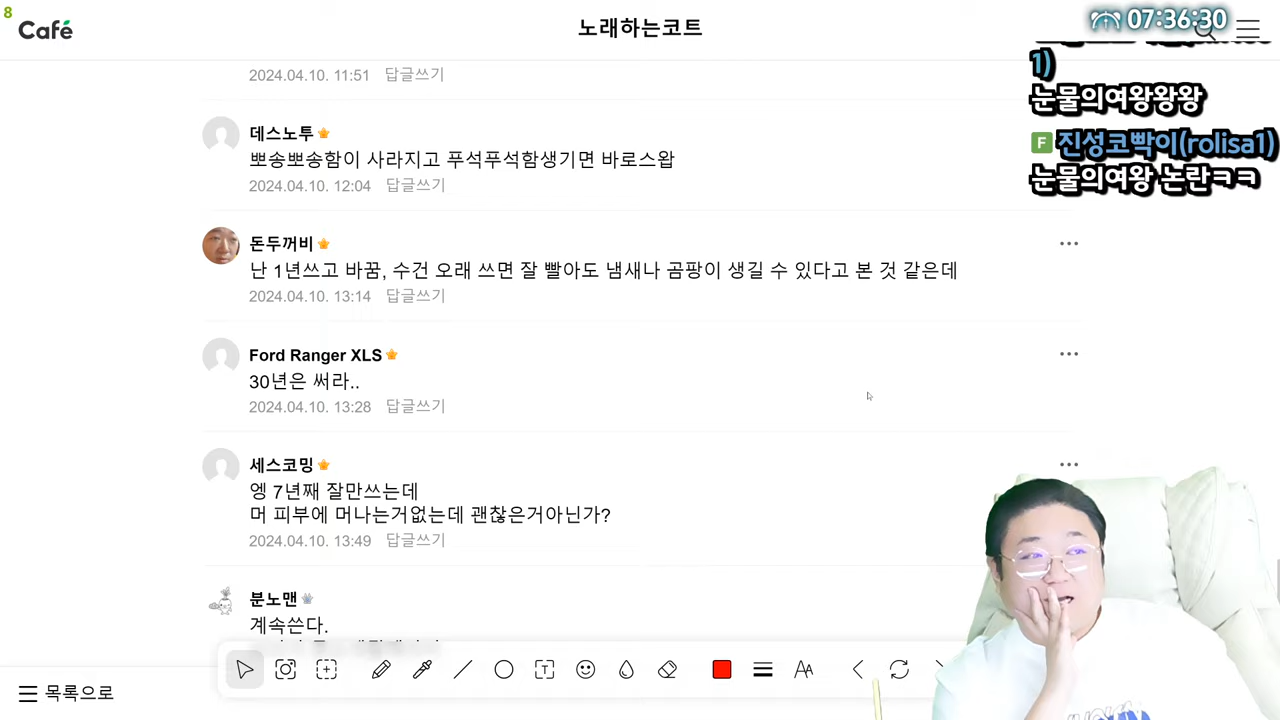 8
Café
노래하는코트
07:36:30
1)
눈물의여왕왕왕
F 진성코빡이(rolisa1)
눈물의여왕 논란ㅋㅋ
2024.04.10. 11:51 답글쓰기
데스노투
뽀송뽀송함이 사라지고 푸석푸석함생기면 바로스왑
2024.04.10. 12:04 답글쓰기
돈두꺼비
난 1년쓰고 바꿈, 수건 오래 쓰면 잘 빨아도 냄새나 곰팡이 생길 수 있다고 본 것 같은데
2024.04.10. 13:14 답글쓰기
Ford Ranger XLS
30년은 써라..
2024.04.10. 13:28 답글쓰기
세스코밍
엥 7년째 잘만쓰는데
머 피부에 머나는거없는데 괜찮은거아닌가?
2024.04.10. 13:49 답글쓰기
분노맨
계속쓴다.
목록으로